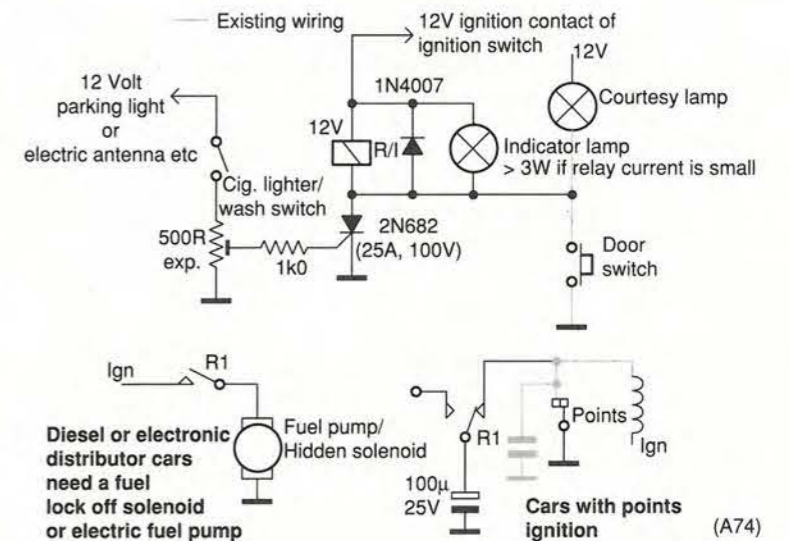 Existing wiring
12V ignition contact of
ignition switch
12V
12 Volt
parking light
or
electric antenna etc
1N4007
Courtesy lamp
12V
R/I
Indicator lamp
> 3W if relay current is small
Cig. lighter/
wash switch
500R
exp.
1k0
2N682
(25A, 100V)
Door
switch
Ign
R1
Fuel pump/
Hidden solenoid
Diesel or electronic
distributor cars
need a fuel
lock off solenoid
or electric fuel pump
R1
Points
Ign
100µ
25V
Cars with points
ignition
(A74)